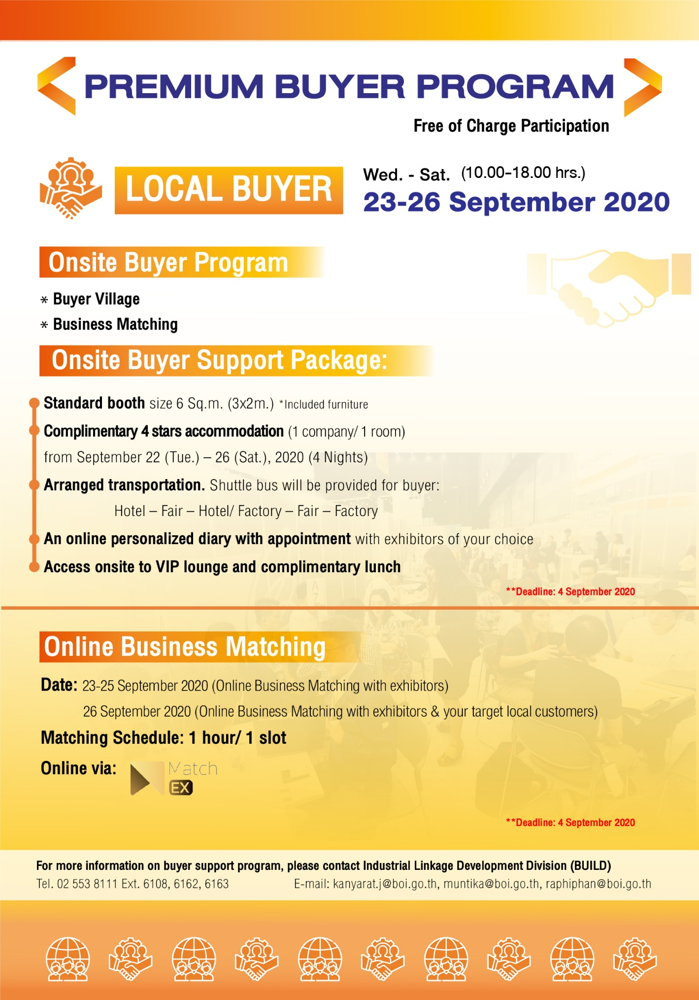 PREMIUM BUYER PROGRAM
Free of Charge Participation
LOCAL BUYER
Wed. - Sat. (10.00-18.00 hrs.)
23-26 September 2020
Onsite Buyer Program
* Buyer Village
* Business Matching
Onsite Buyer Support Package:
Standard booth size 6 Sq.m. (3x2m.) *Included furniture
Complimentary 4 stars accommodation (1 company/ 1 room)
from September 22 (Tue.) – 26 (Sat.), 2020 (4 Nights)
Arranged transportation. Shuttle bus will be provided for buyer:
Hotel – Fair – Hotel/ Factory – Fair – Factory
An online personalized diary with appointment with exhibitors of your choice
Access onsite to VIP lounge and complimentary lunch
A
7
**Deadline: 4 September 2020
Online Business Matching
Date: 23-25 September 2020 (Online Business Matching with exhibitors)
26 September 2020 (Online Business Matching with exhibitors & your target local customers)
Matching Schedule: 1 hour/ 1 slot
Online via: Match
EX
**Deadline: 4 September 2020
For more information on buyer support program, please contact Industrial Linkage Development Division (BUILD)
Tel. 02 553 8111 Ext. 6108, 6162, 6163 E-mail: kanyarat.j@boi.go.th, muntika@boi.go.th, raphiphan@boi.go.th